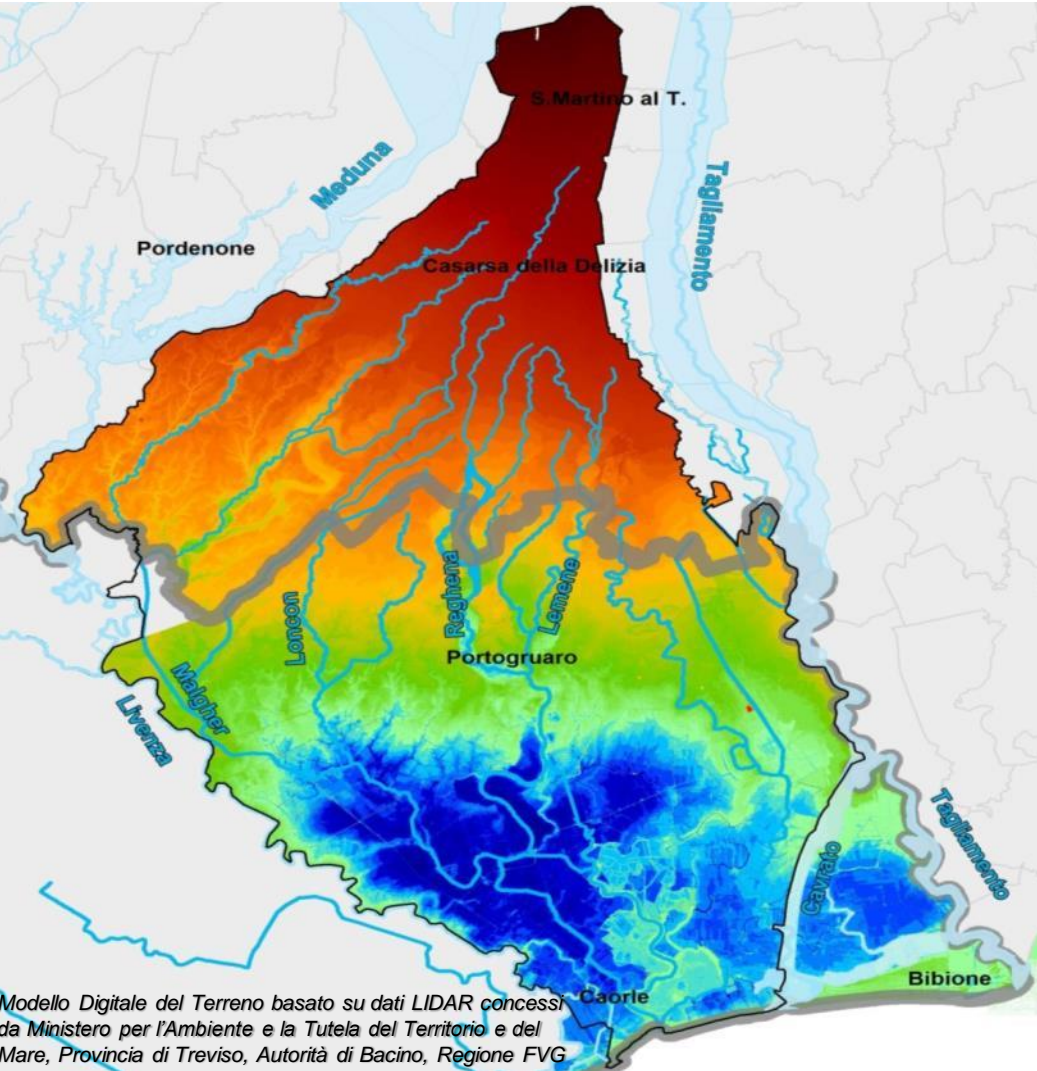 S.Martino al T.
Meduna
Tagliamento
Pordenone
Casarsa della Delizia
Loncon
Reghena
Lemene
Portogruaro
Malgher
Livenza
Tagliamento
Cavrato
Bibione
Caorle
Modello Digitale del Terreno basato su dati LIDAR concessi
da Ministero per l'Ambiente e la Tutela del Territorio e del
Mare, Provincia di Treviso, Autorità di Bacino, Regione FVG